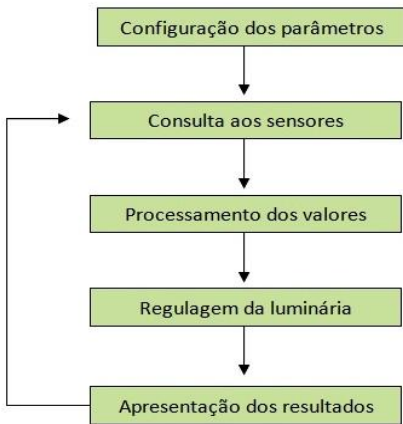 Configuração dos parâmetros
Consulta aos sensores
Processamento dos valores
Regulagem da luminária
Apresentação dos resultados